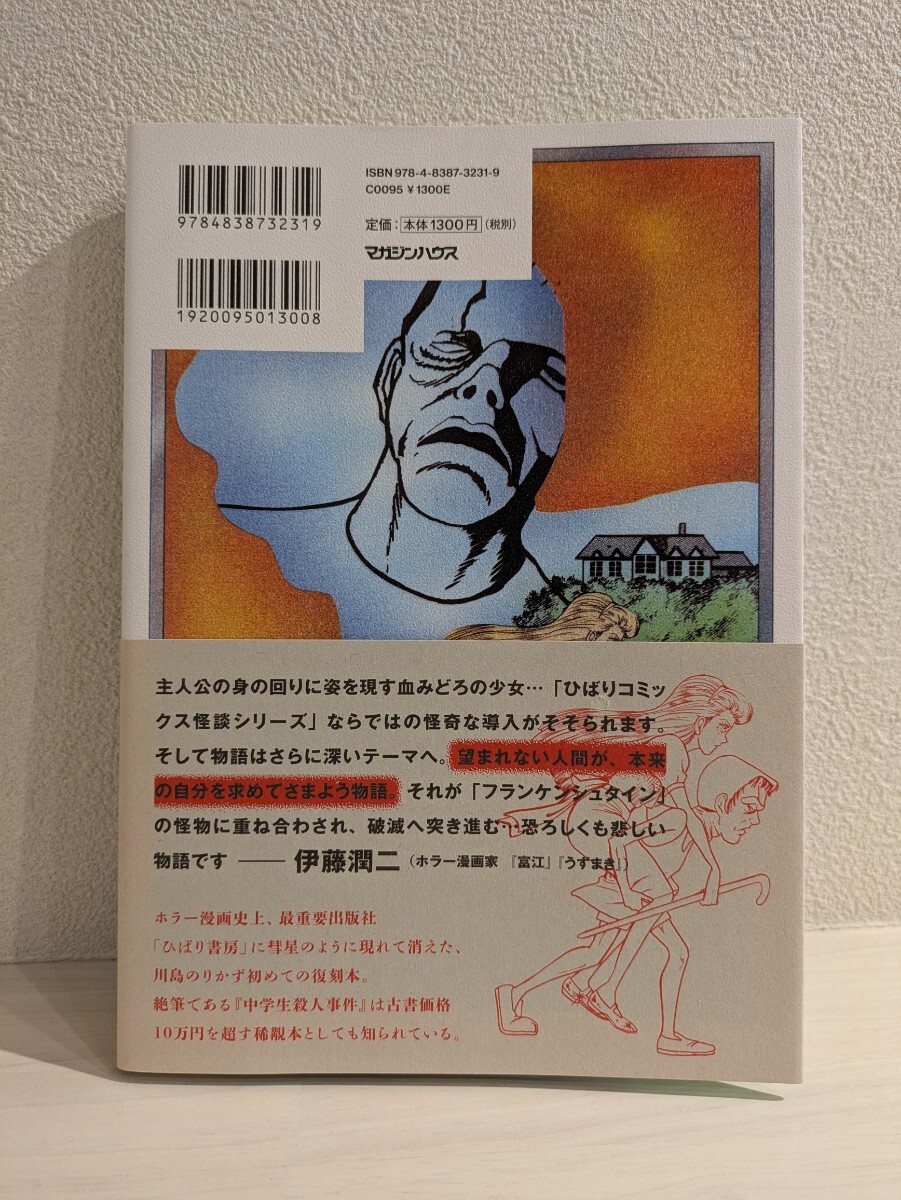 ISBN978-4-8387-3231-9
C0095 ¥1300E
9784838732319
定価：本体1300円（税別）
マガジンハウス
1920095013008
主人公の身の回りに姿を現す血みどろの少女…「ひばりコミッ
クス怪談シリーズ」ならではの怪奇な導入がそそられます。
そして物語はさらに深いテーマへ。望まれない人間が、本来
の自分を求めてさまよう物語。それが「フランケンシュタイン」
の怪物に重ね合わされ、破滅へ突き進む…恐ろしくも悲しい
物語です ── 伊藤潤二（ホラー漫画家 『富江』『うずまき』）
ホラー漫画史上、最重要出版社
「ひばり書房」に彗星のように現れて消えた、
川島のりかず初めての復刻本。
絶筆である『中学生殺人事件』は古書価格
10万円を超す稀覯本としても知られている。